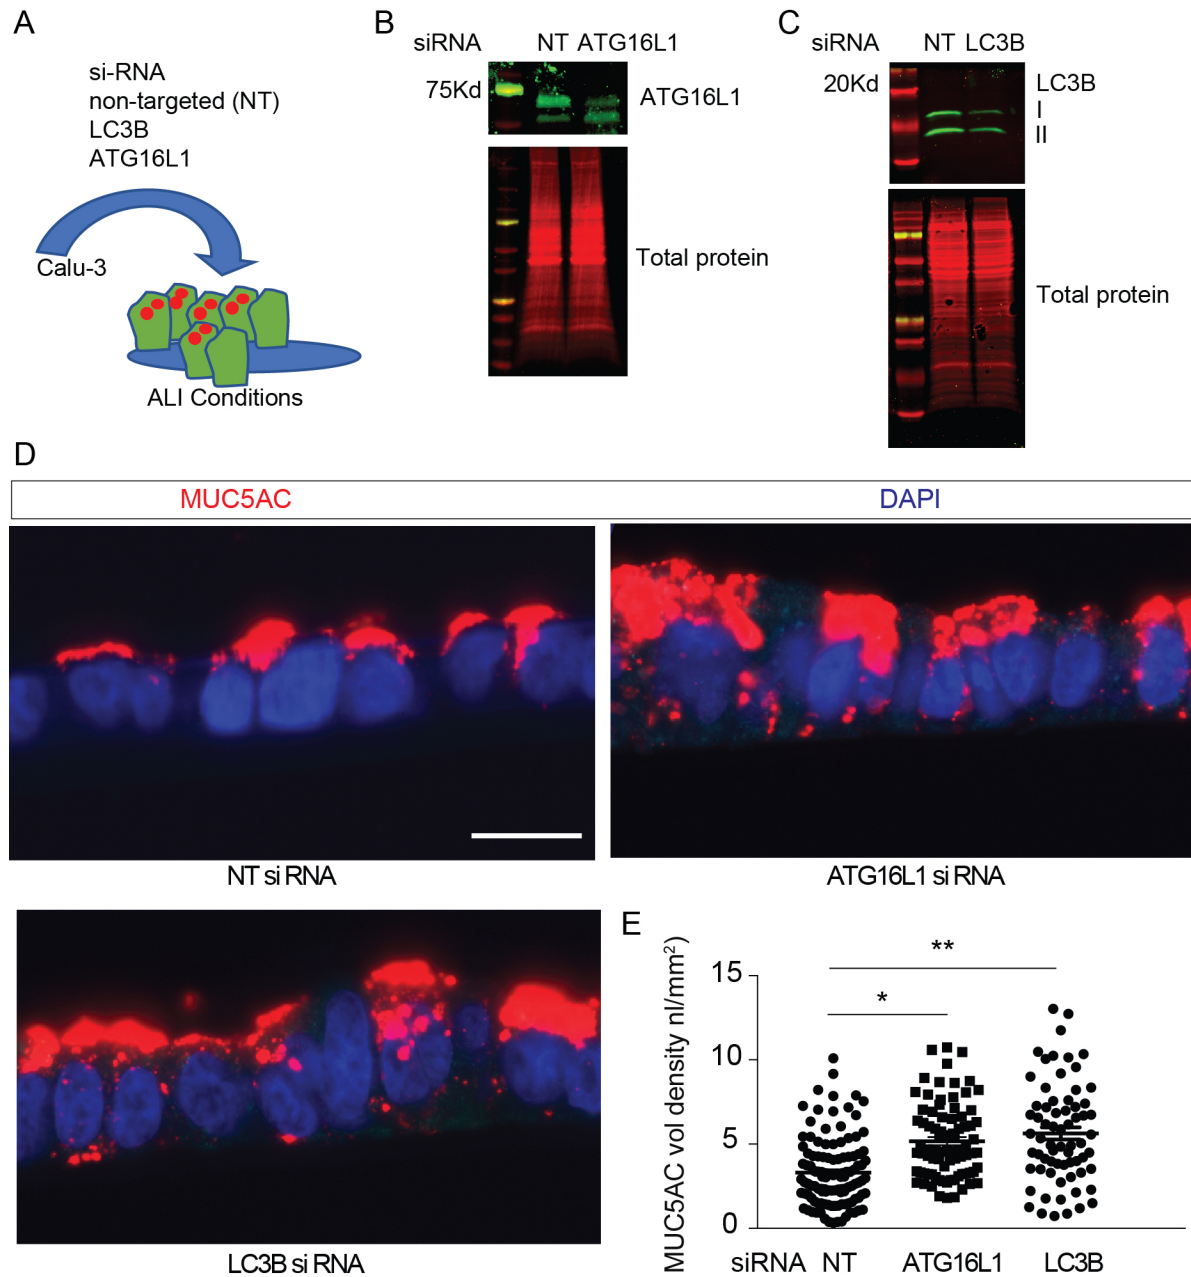 A
si-RNA
non-targeted (NT)
LC3B
ATG16L1
Calu-3
ALI Conditions
B
siRNA NT ATG16L1
75Kd
ATG16L1
Total protein
C
siRNA NT LC3B
20Kd
LC3B
I
II
Total protein
D
MUC5AC DAPI
NT si RNA
ATG16L1 si RNA
LC3B si RNA
E
MUC5AC vol density nl/mm²)
**
*
15
10
5
0
siRNA NT ATG16L1 LC3B